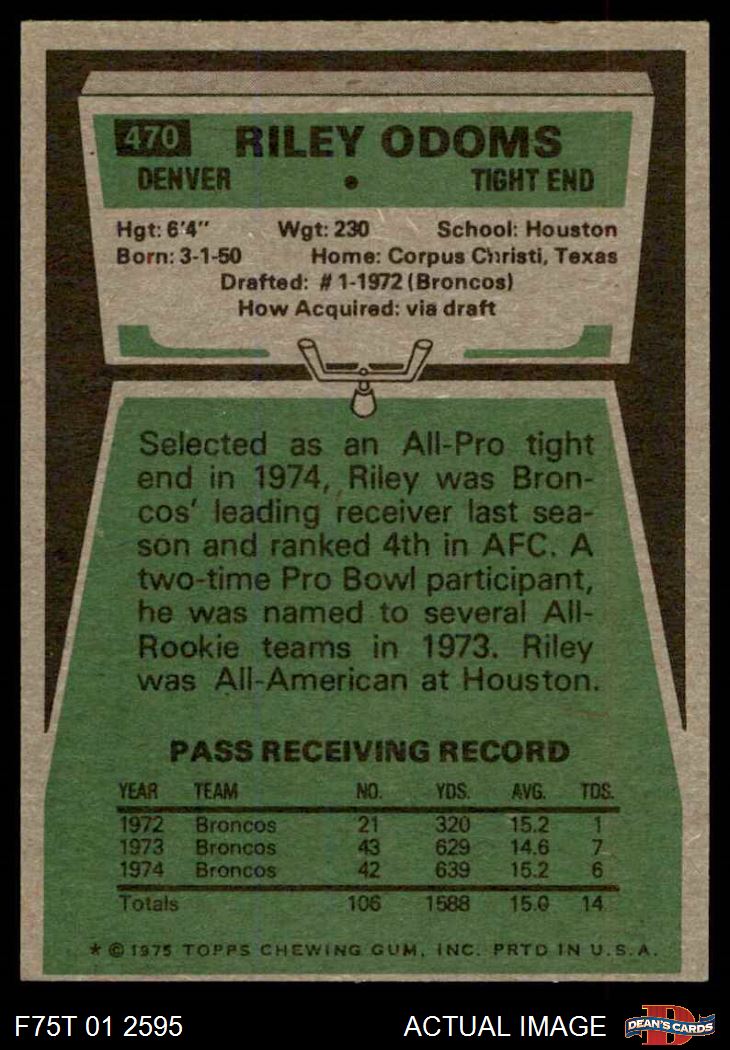 470 RILEY ODOMS
DENVER • TIGHT END
Hgt: 6'4" Wgt: 230 School: Houston
Born: 3-1-50 Home: Corpus Christi, Texas
Drafted: #1-1972 (Broncos)
How Acquired: via draft
Selected as an All-Pro tight
end in 1974, Riley was Bron-
cos' leading receiver last sea-
son and ranked 4th in AFC. A
two-time Pro Bowl participant,
he was named to several All-
Rookie teams in 1973. Riley
was All-American at Houston.
PASS RECEIVING RECORD
YEAR TEAM NO. YDS. AVG. TDS.
1972 Broncos 21 320 15.2 1
1973 Broncos 43 629 14.6 7
1974 Broncos 42 639 15.2 6
Totals 106 1588 15.0 14
* © 1975 TOPPS CHEWING GUM, INC. PRTD IN U.S.A.
F75T 01 2595 ACTUAL IMAGE D DEAN'S CARDS